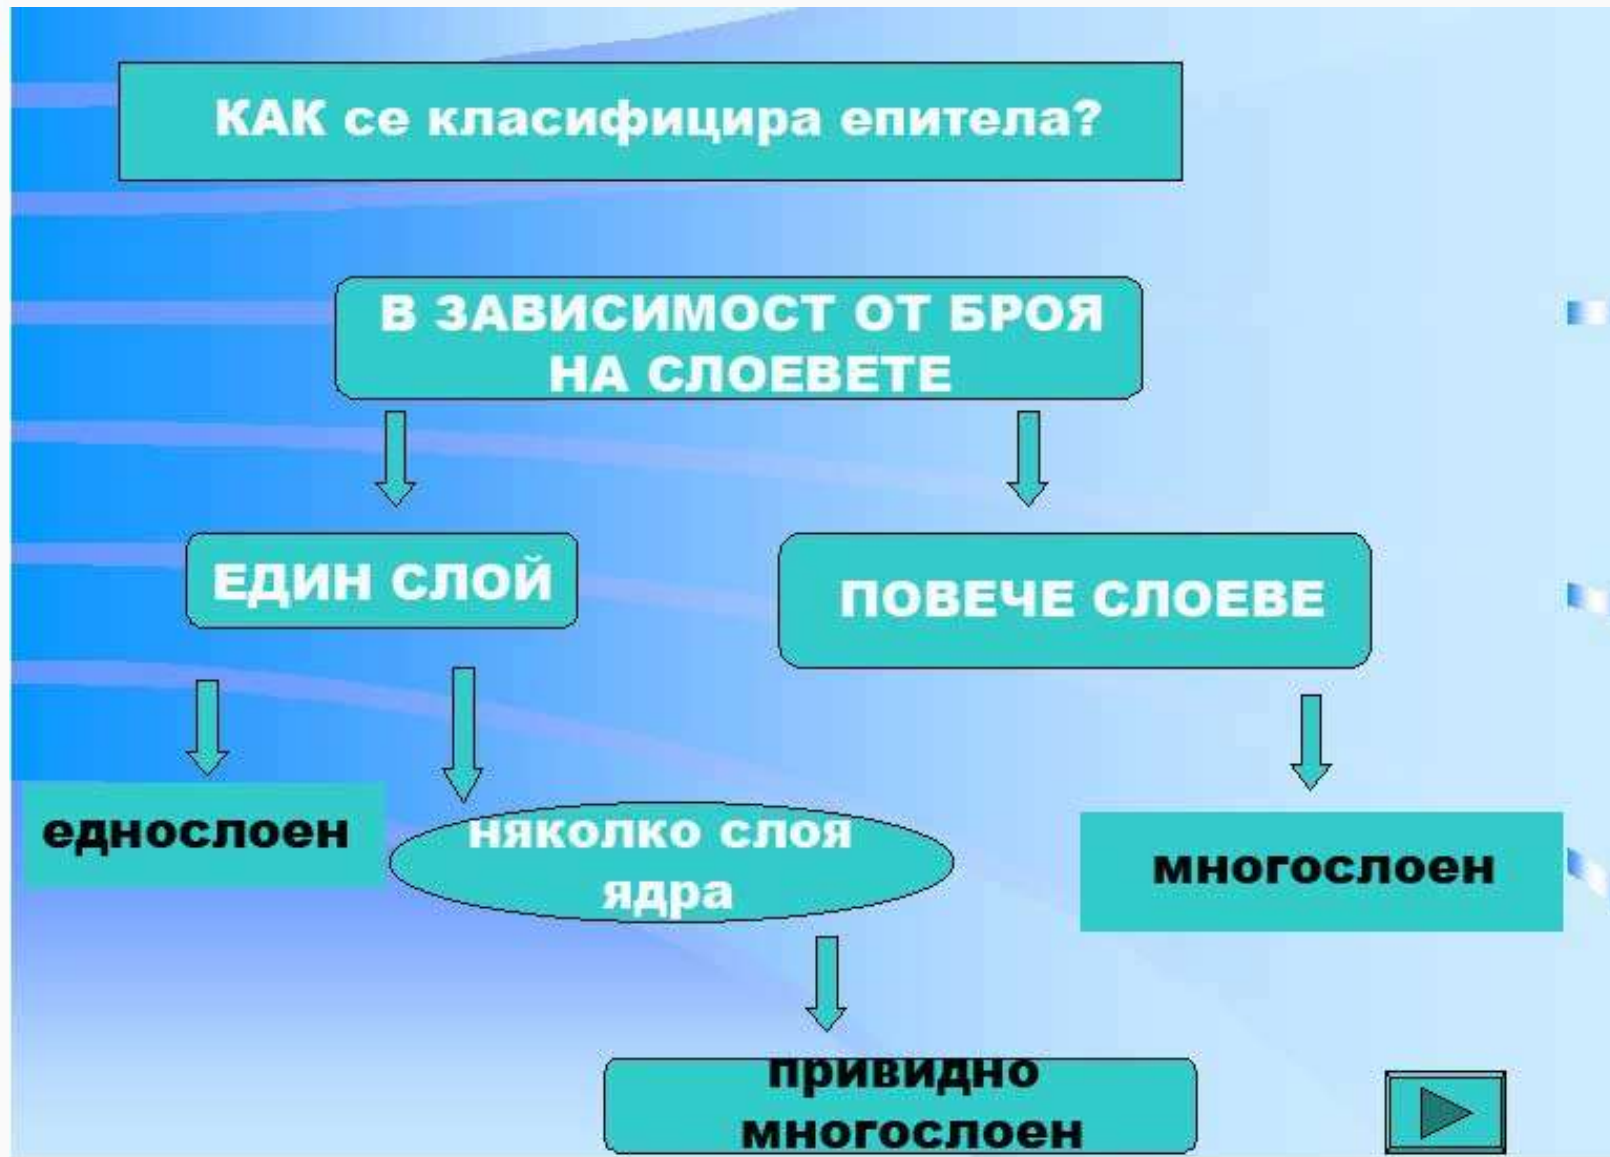 КАК се класифицира епитела?
В ЗАВИСИМОСТ ОТ БРОЯ
НА СЛОЕВЕТЕ
ЕДИН СЛОЙ
ПОВЕЧЕ СЛОЕВЕ
еднослоен
няколко слоя
ядра
многослоен
привидно
многослоен